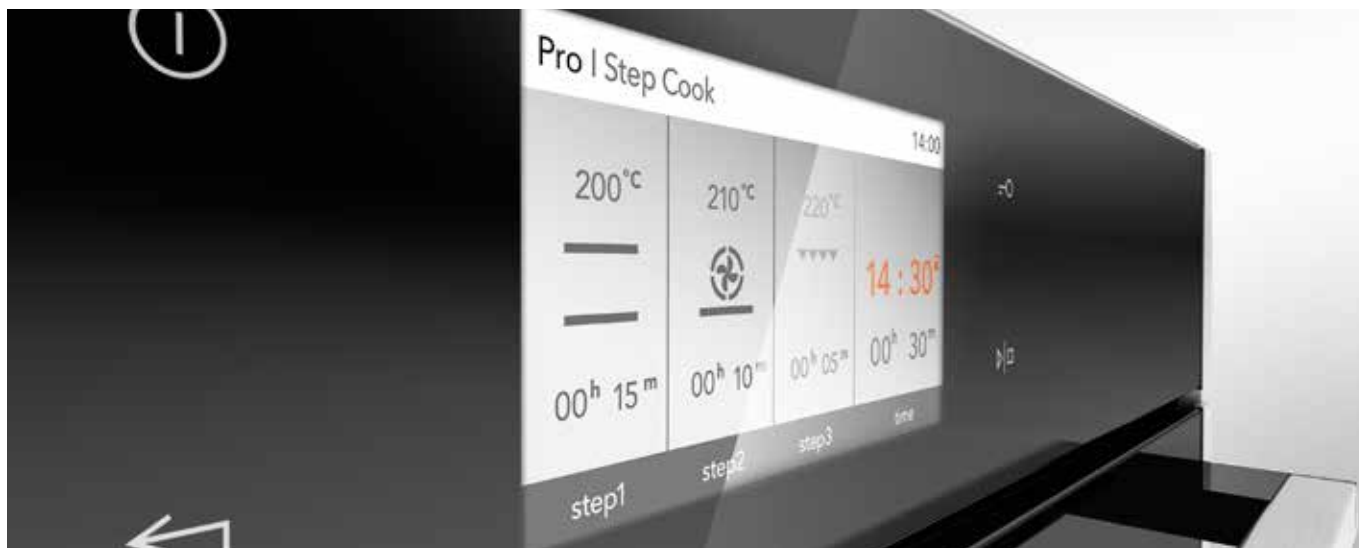 Pro | Step Cook
14:00
200°C
210°C
220°C
14 : 30
00h 15m
00h 10m
00h 05m
00h 30m
step1
step2
step3
time